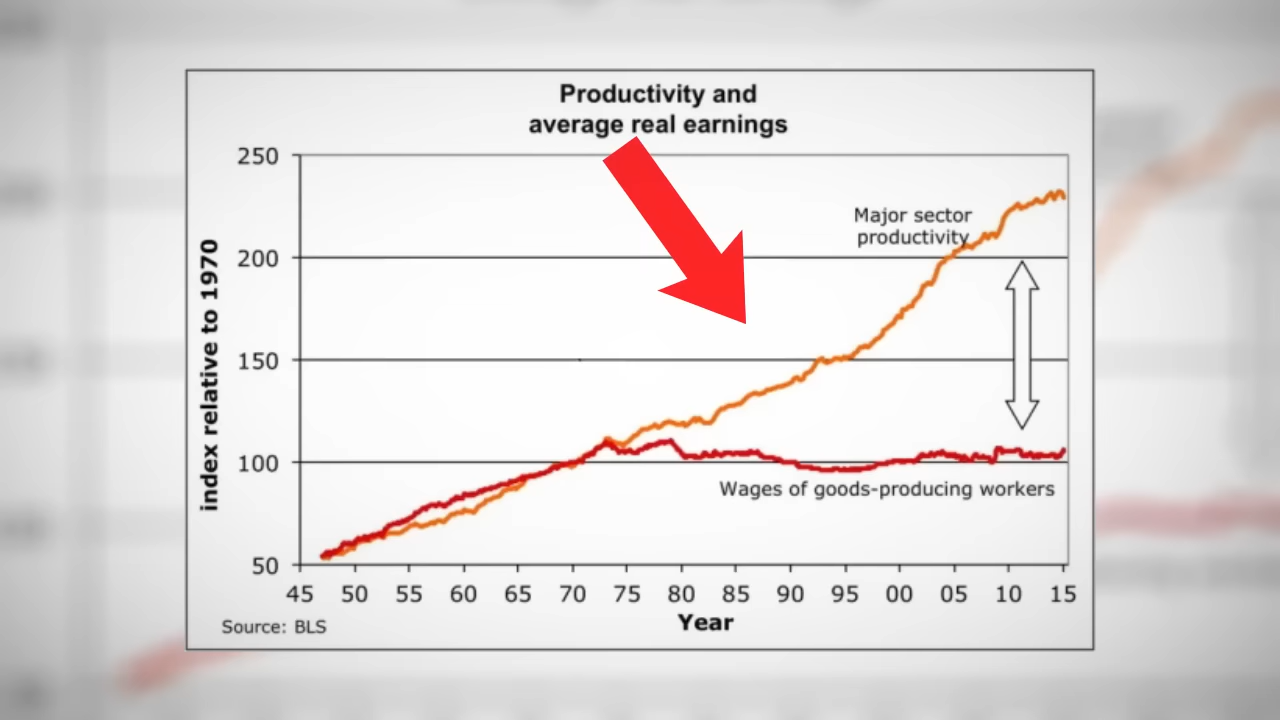 Productivity and
average real earnings
250
200
150
100
50
index relative to 1970
Major sector
productivity
Wages of goods-producing workers
45 50 55 60 65 70 75 80 85 90 95 00 05 10 15
Year
Source: BLS